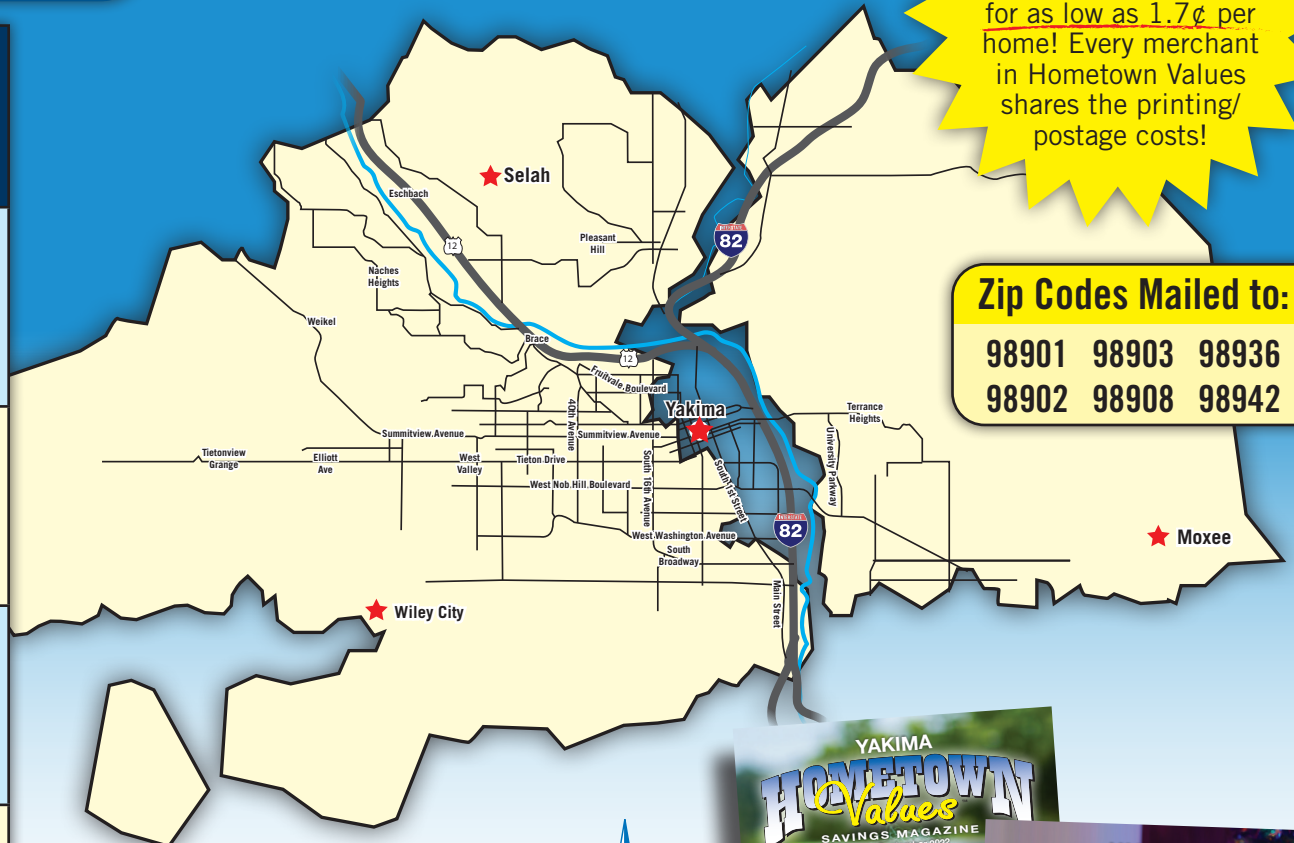 for as low as 1.7¢ per
home! Every merchant
in Hometown Values
shares the printing/
postage costs!
Selah
Eschbach
12
Pleasant
Hill
INTERSTATE
82
Naches
Heights
Weikel
Brace
12
Fruitvale Boulevard
Zip Codes Mailed to:
98901 98903 98936
98902 98908 98942
Yakima
40th Avenue
Terrance
Heights
Summitview Avenue
Summitview Avenue
Tietonview
Grange
Elliott
Ave
West
Valley
Tieton Drive
South 16th Avenue
South 1st Street
University Parkway
West Nob Hill Boulevard
INTERSTATE
82
West Washington Avenue
South
Broadway
Moxee
Main Street
Wiley City
YAKIMA
HOMETOWN
Values
SAVINGS MAGAZINE